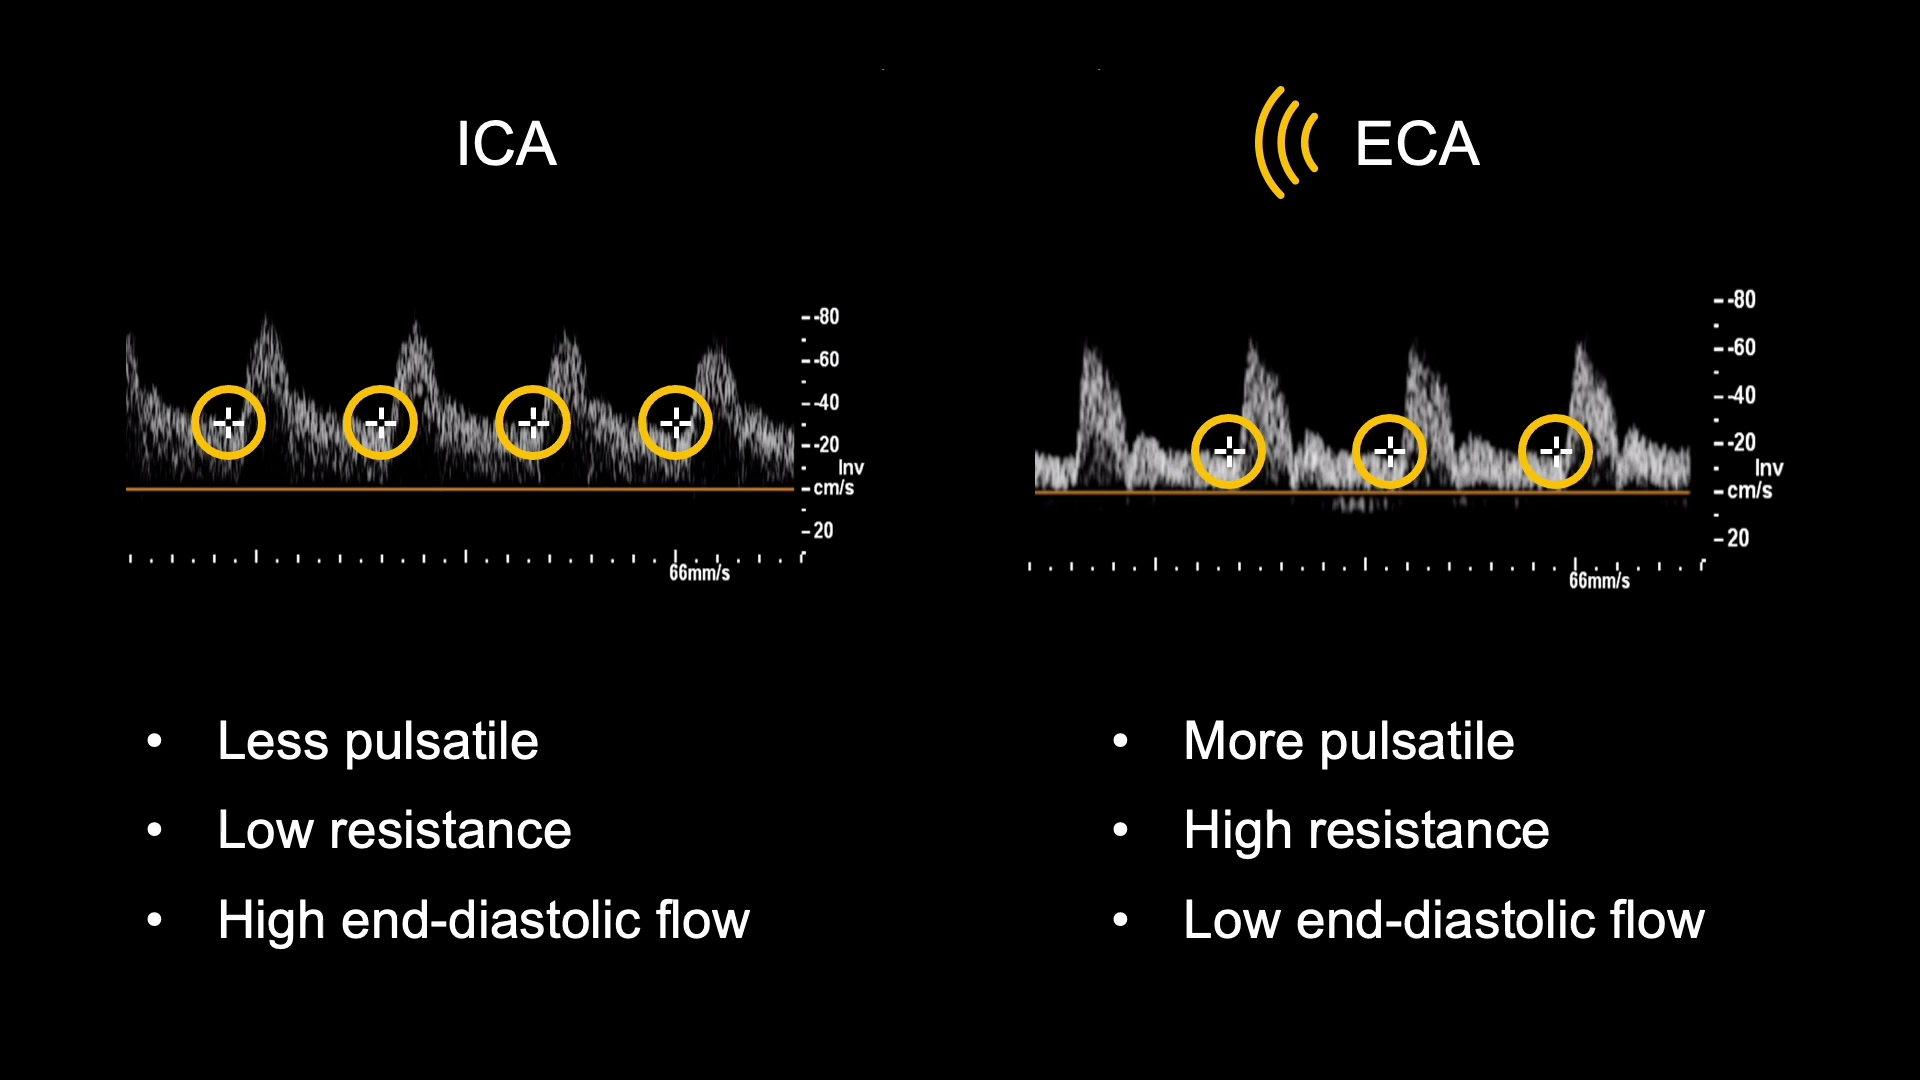 ICA
ECA
-80
-60
-40
-20
Inv
cm/s
20
66mm/s
-80
-60
-40
-20
Inv
cm/s
20
66mm/s
• Less pulsatile
• Low resistance
• High end-diastolic flow
• More pulsatile
• High resistance
• Low end-diastolic flow